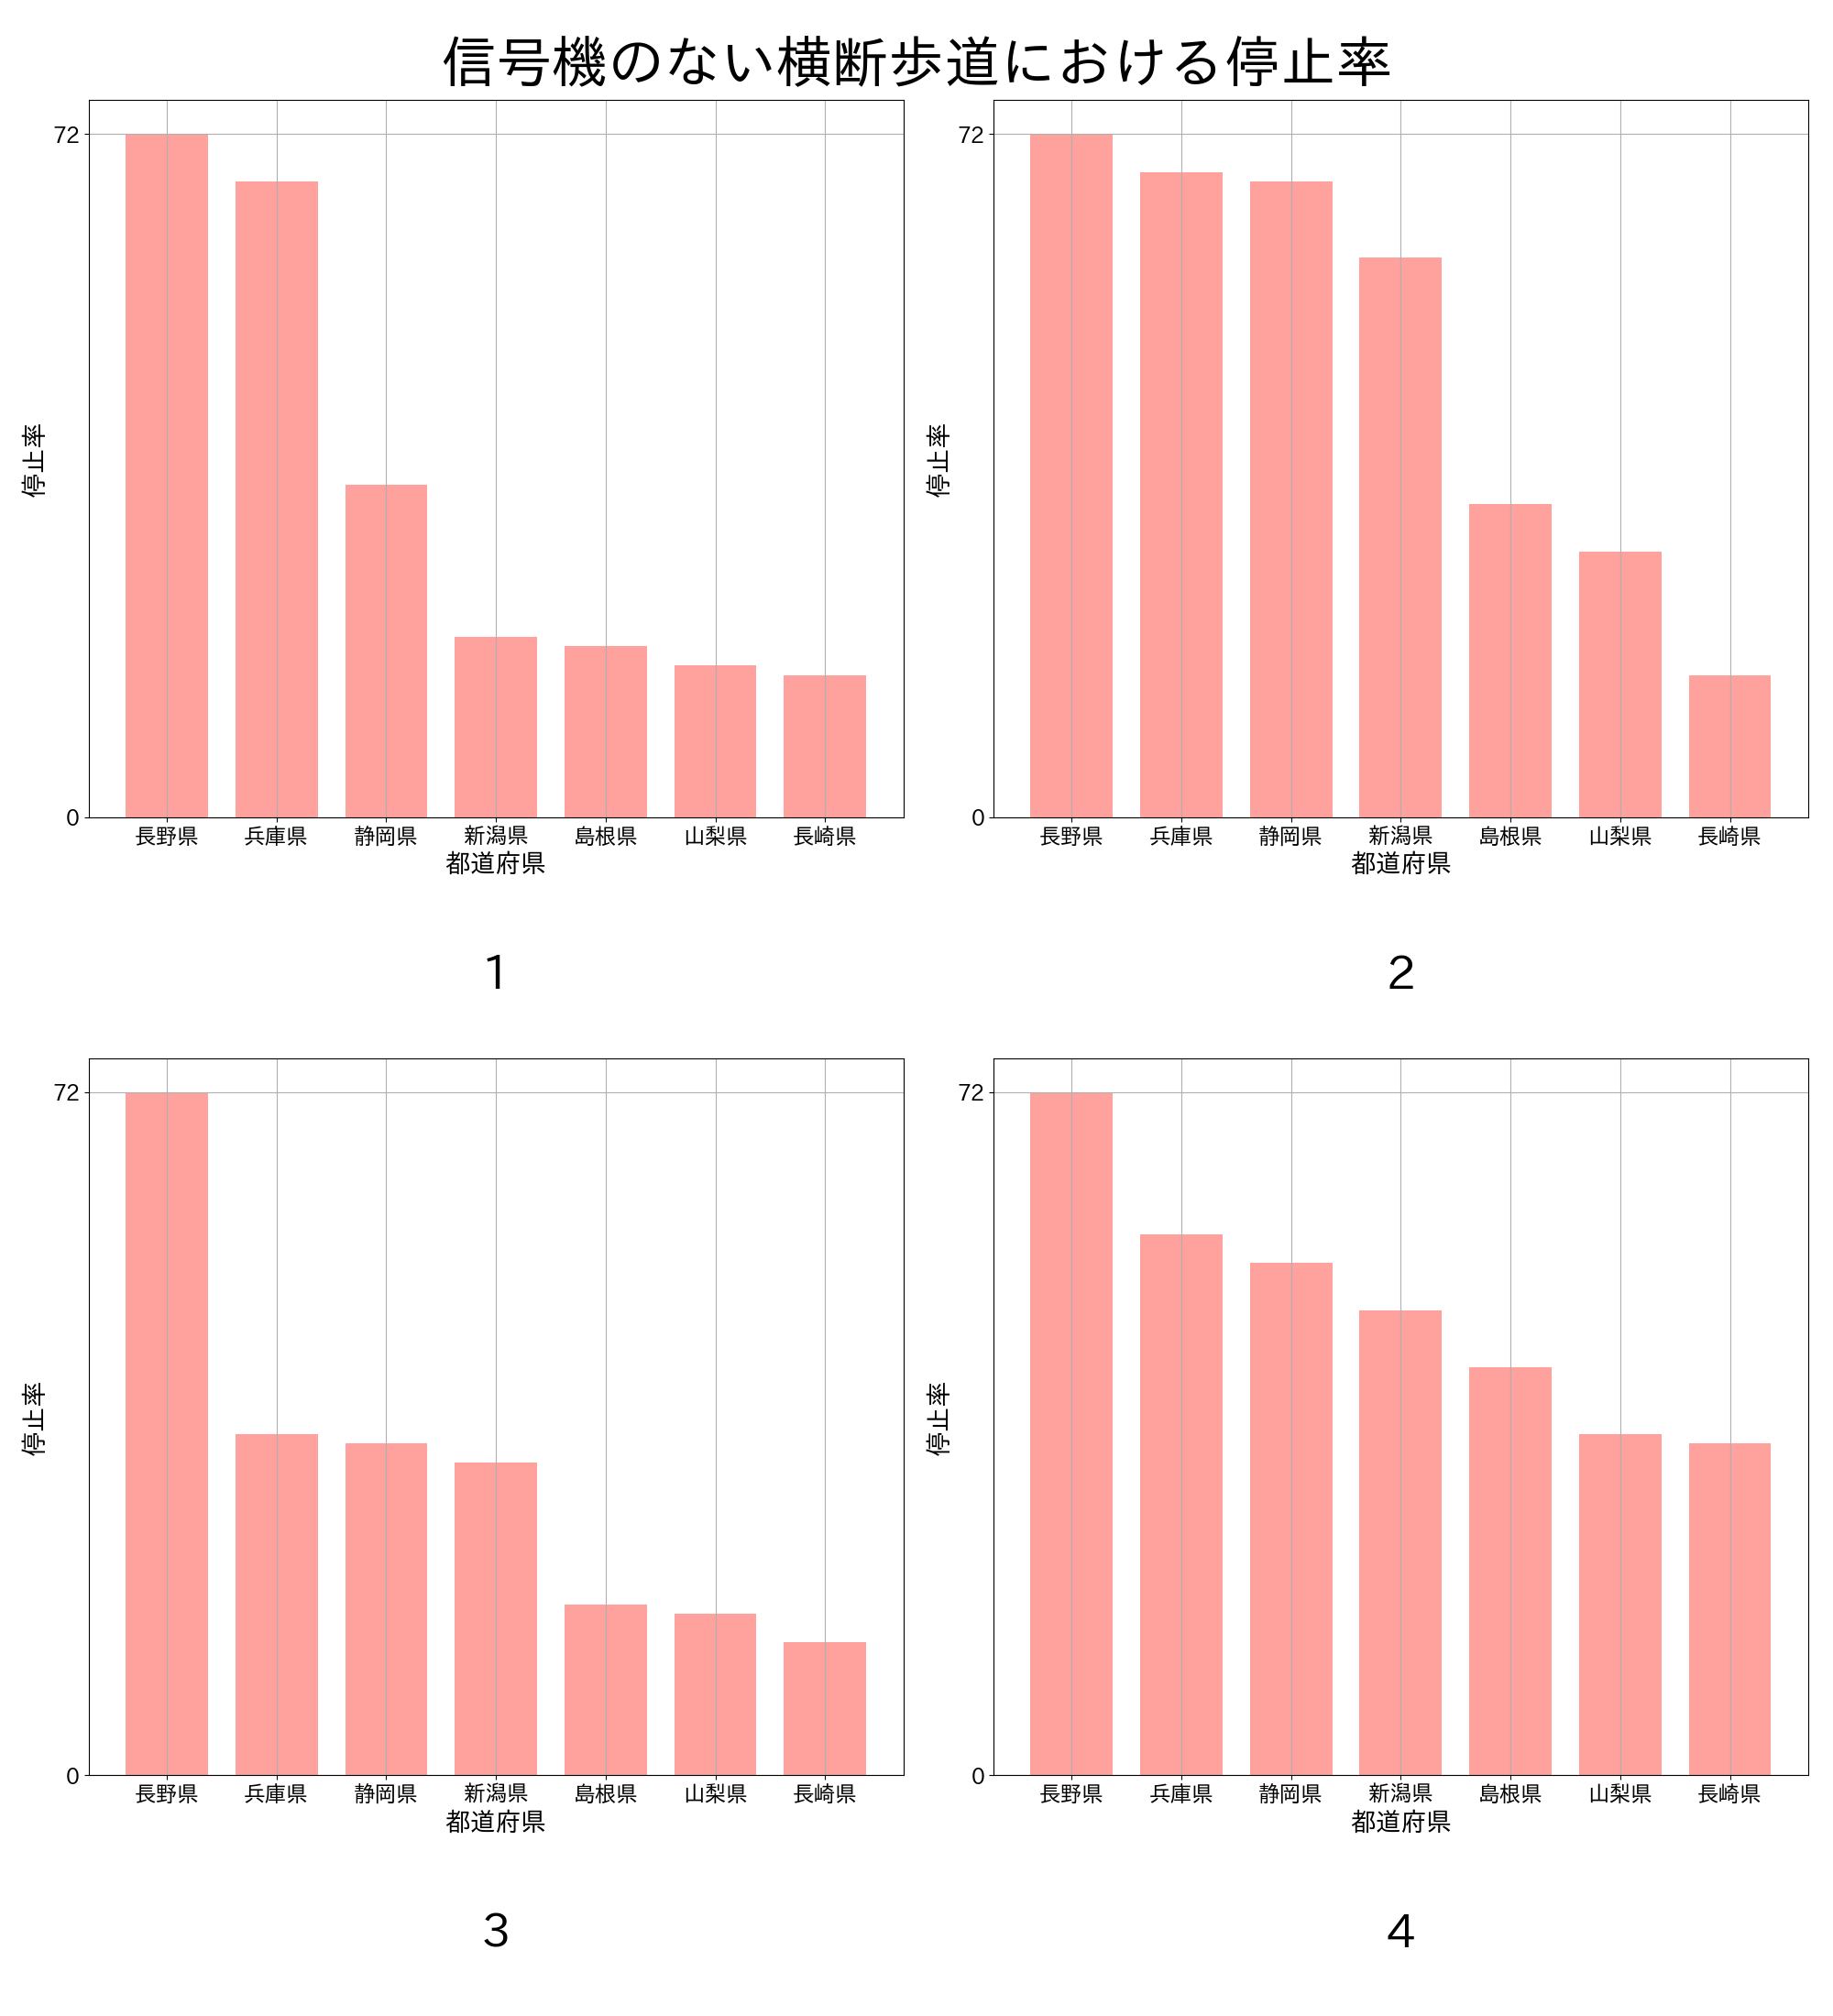 信号機のない横断歩道における停止率
72
0
停止率
長野県 兵庫県 静岡県 新潟県 島根県 山梨県 長崎県
都道府県
1
72
0
停止率
長野県 兵庫県 静岡県 新潟県 島根県 山梨県 長崎県
都道府県
2
72
0
停止率
長野県 兵庫県 静岡県 新潟県 島根県 山梨県 長崎県
都道府県
3
72
0
停止率
長野県 兵庫県 静岡県 新潟県 島根県 山梨県 長崎県
都道府県
4